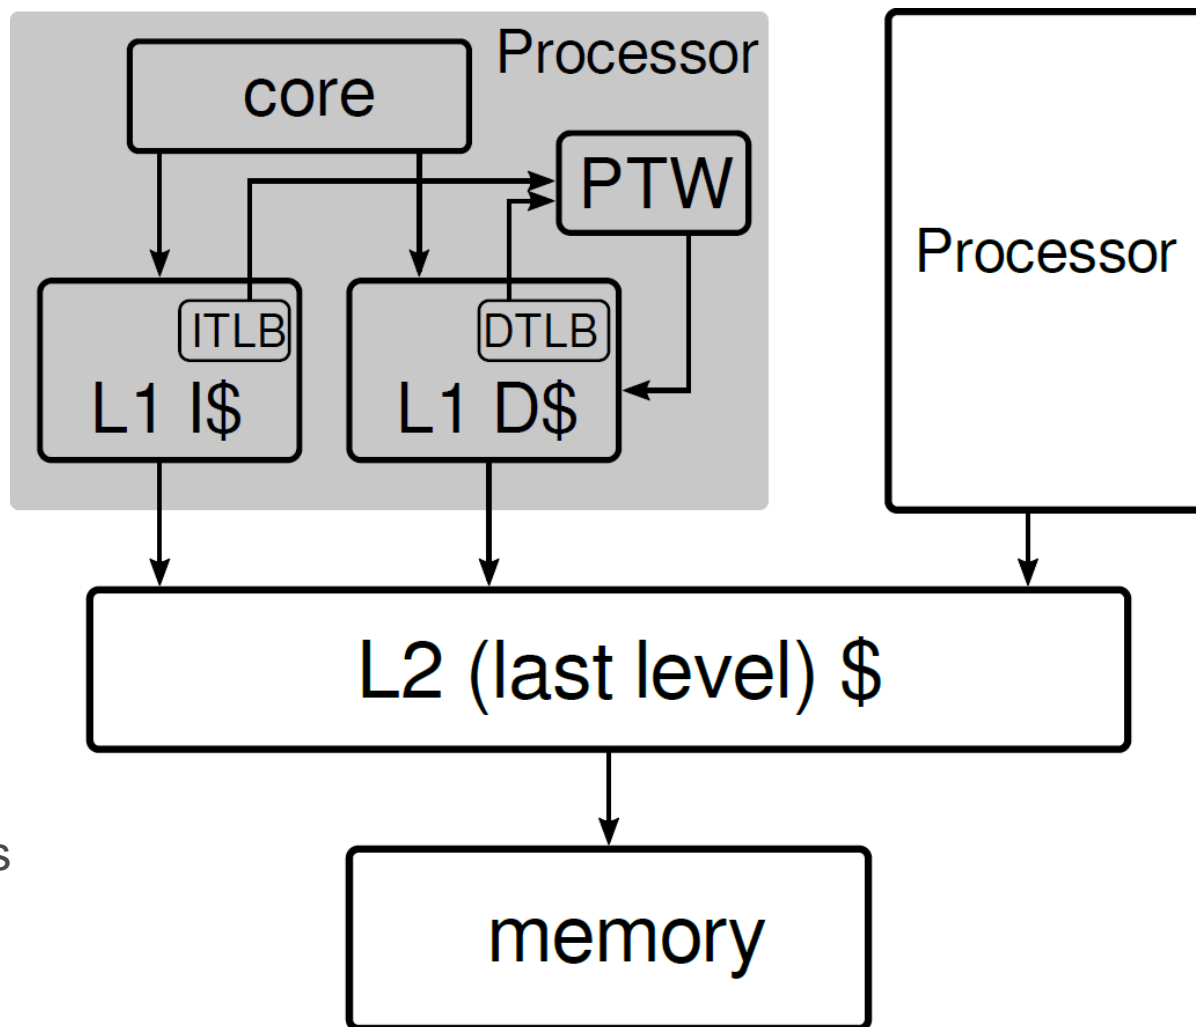 Processor
core
PTW
Processor
ITLB
DTLB
L1 I$
L1 D$
L2 (last level) $
s
memory